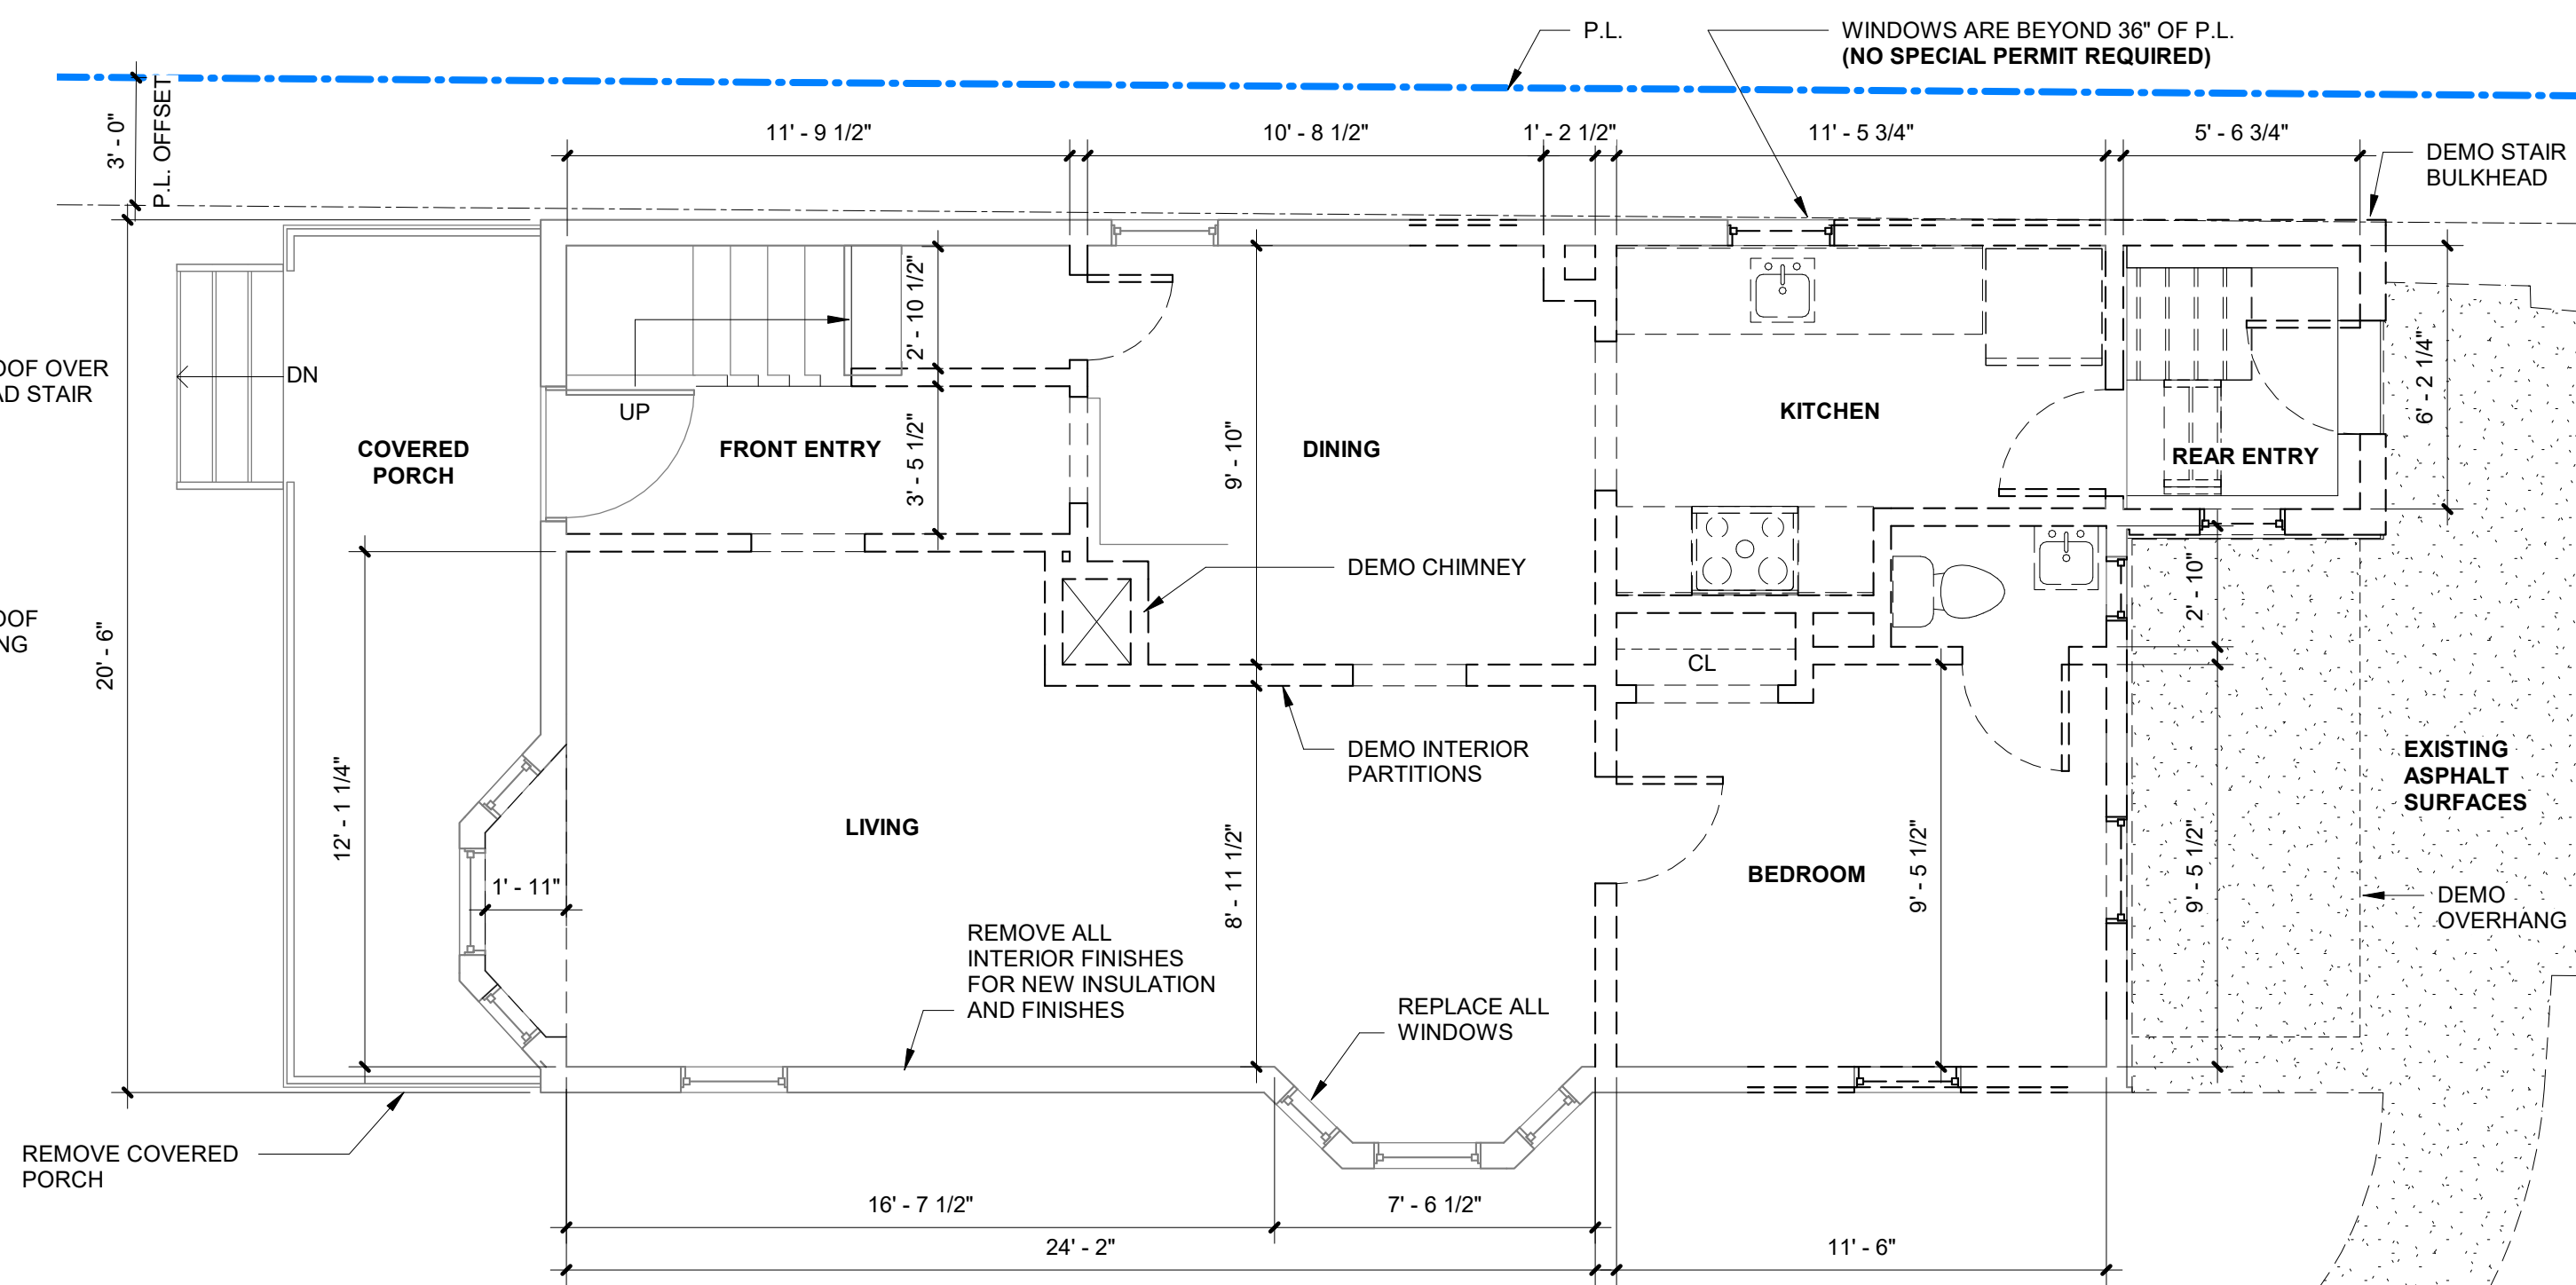 P.L.
WINDOWS ARE BEYOND 36" OF P.L.
(NO SPECIAL PERMIT REQUIRED)
3' - 0"
P.L. OFFSET
11' - 9 1/2"
10' - 8 1/2"
1' - 2 1/2"
11' - 5 3/4"
5' - 6 3/4"
DEMO STAIR
BULKHEAD
2' - 10 1/2"
6' - 2 1/4"
OOF OVER
AD STAIR
DN
UP
COVERED
PORCH
FRONT ENTRY
3' - 5 1/2"
9' - 10"
DINING
KITCHEN
REAR ENTRY
DEMO CHIMNEY
2' - 10"
OOF
NG
20' - 6"
CL
DEMO INTERIOR
PARTITIONS
EXISTING
ASPHALT
SURFACES
12' - 1 1/4"
LIVING
8' - 11 1/2"
BEDROOM
9' - 5 1/2"
9' - 5 1/2"
1' - 11"
DEMO
OVERHANG
REMOVE ALL
INTERIOR FINISHES
FOR NEW INSULATION
AND FINISHES
REPLACE ALL
WINDOWS
REMOVE COVERED
PORCH
16' - 7 1/2"
7' - 6 1/2"
24' - 2"
11' - 6"